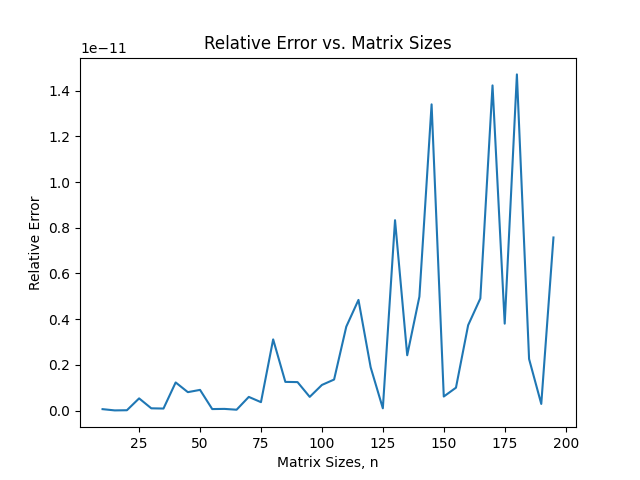 Relative Error vs. Matrix Sizes
1e−11
1.4
1.2
1.0
0.8
0.6
0.4
0.2
0.0
Relative Error
25 50 75 100 125 150 175 200
Matrix Sizes, n